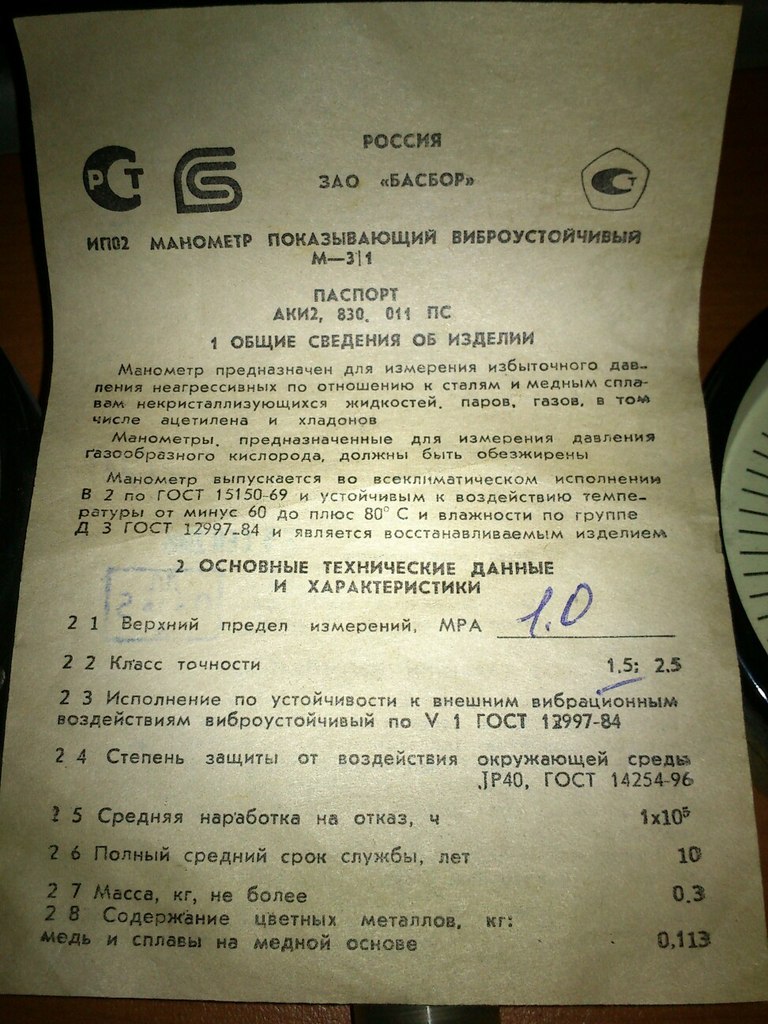 РОССИЯ
РСТ
ЗАО «БАСБОР»
ИП02 МАНОМЕТР ПОКАЗЫВАЮЩИЙ ВИБРОУСТОЙЧИВЫЙ
М—3|1
ПАСПОРТ
АКИ2, 830. 011 ПС
1 ОБЩИЕ СВЕДЕНИЯ ОБ ИЗДЕЛИИ
Манометр предназначен для измерения избыточного дав-
ления неагрессивных по отношению к сталям и медным спла-
вам некристаллизующихся жидкостей, паров, газов, в том
числе ацетилена и хладонов
Манометры, предназначенные для измерения давления
газообразного кислорода, должны быть обезжирены
Манометр выпускается во всеклиматическом исполнении
В 2 по ГОСТ 15150-69 и устойчивым к воздействию темпе-
ратуры от минус 60 до плюс 80° С и влажности по группе
Д 3 ГОСТ 12997-84 и является восстанавливаемым изделием
2 ОСНОВНЫЕ ТЕХНИЧЕСКИЕ ДАННЫЕ
И ХАРАКТЕРИСТИКИ
2 1 Верхний предел измерений, МРА 1.0
2 2 Класс точности 1.5; 2.5
2 3 Исполнение по устойчивости к внешним вибрационным
воздействиям виброустойчивый по V 1 ГОСТ 12997-84
2 4 Степень защиты от воздействия окружающей среды
JP40, ГОСТ 14254-96
2 5 Средняя наработка на отказ, ч 1x10⁵
2 6 Полный средний срок службы, лет 10
2 7 Масса, кг, не более 0.3
2 8 Содержание цветных металлов, кг:
медь и сплавы на медной основе 0,113